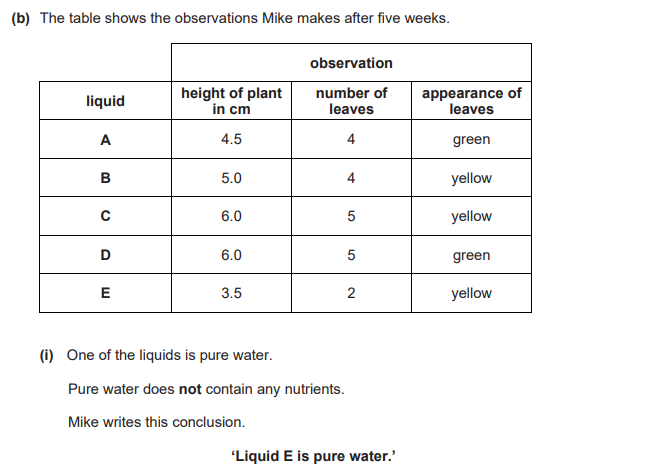 (b) The table shows the observations Mike makes after five weeks.
observation
liquid height of plant in cm number of leaves appearance of leaves
A 4.5 4 green
B 5.0 4 yellow
C 6.0 5 yellow
D 6.0 5 green
E 3.5 2 yellow
(i) One of the liquids is pure water.
Pure water does not contain any nutrients.
Mike writes this conclusion.
‘Liquid E is pure water.’